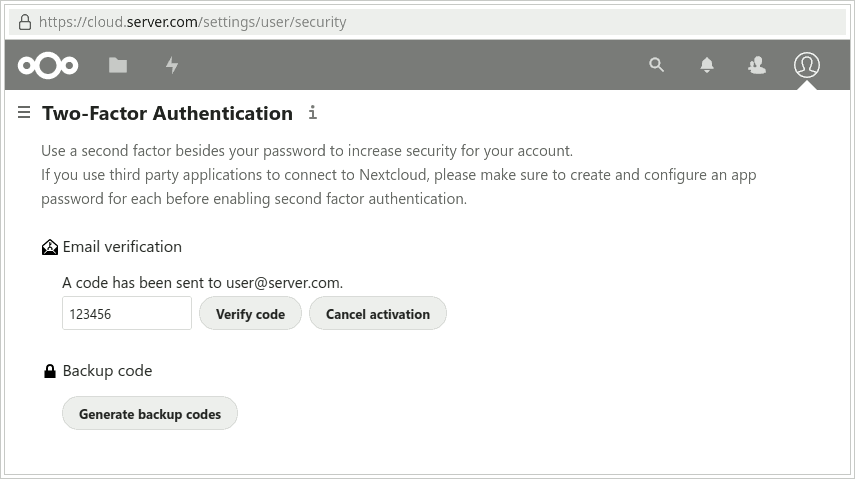 https://cloud.server.com/settings/user/security
Two-Factor Authentication
Use a second factor besides your password to increase security for your account.
If you use third party applications to connect to Nextcloud, please make sure to create and configure an app
password for each before enabling second factor authentication.
Email verification
A code has been sent to user@server.com.
123456 Verify code Cancel activation
Backup code
Generate backup codes